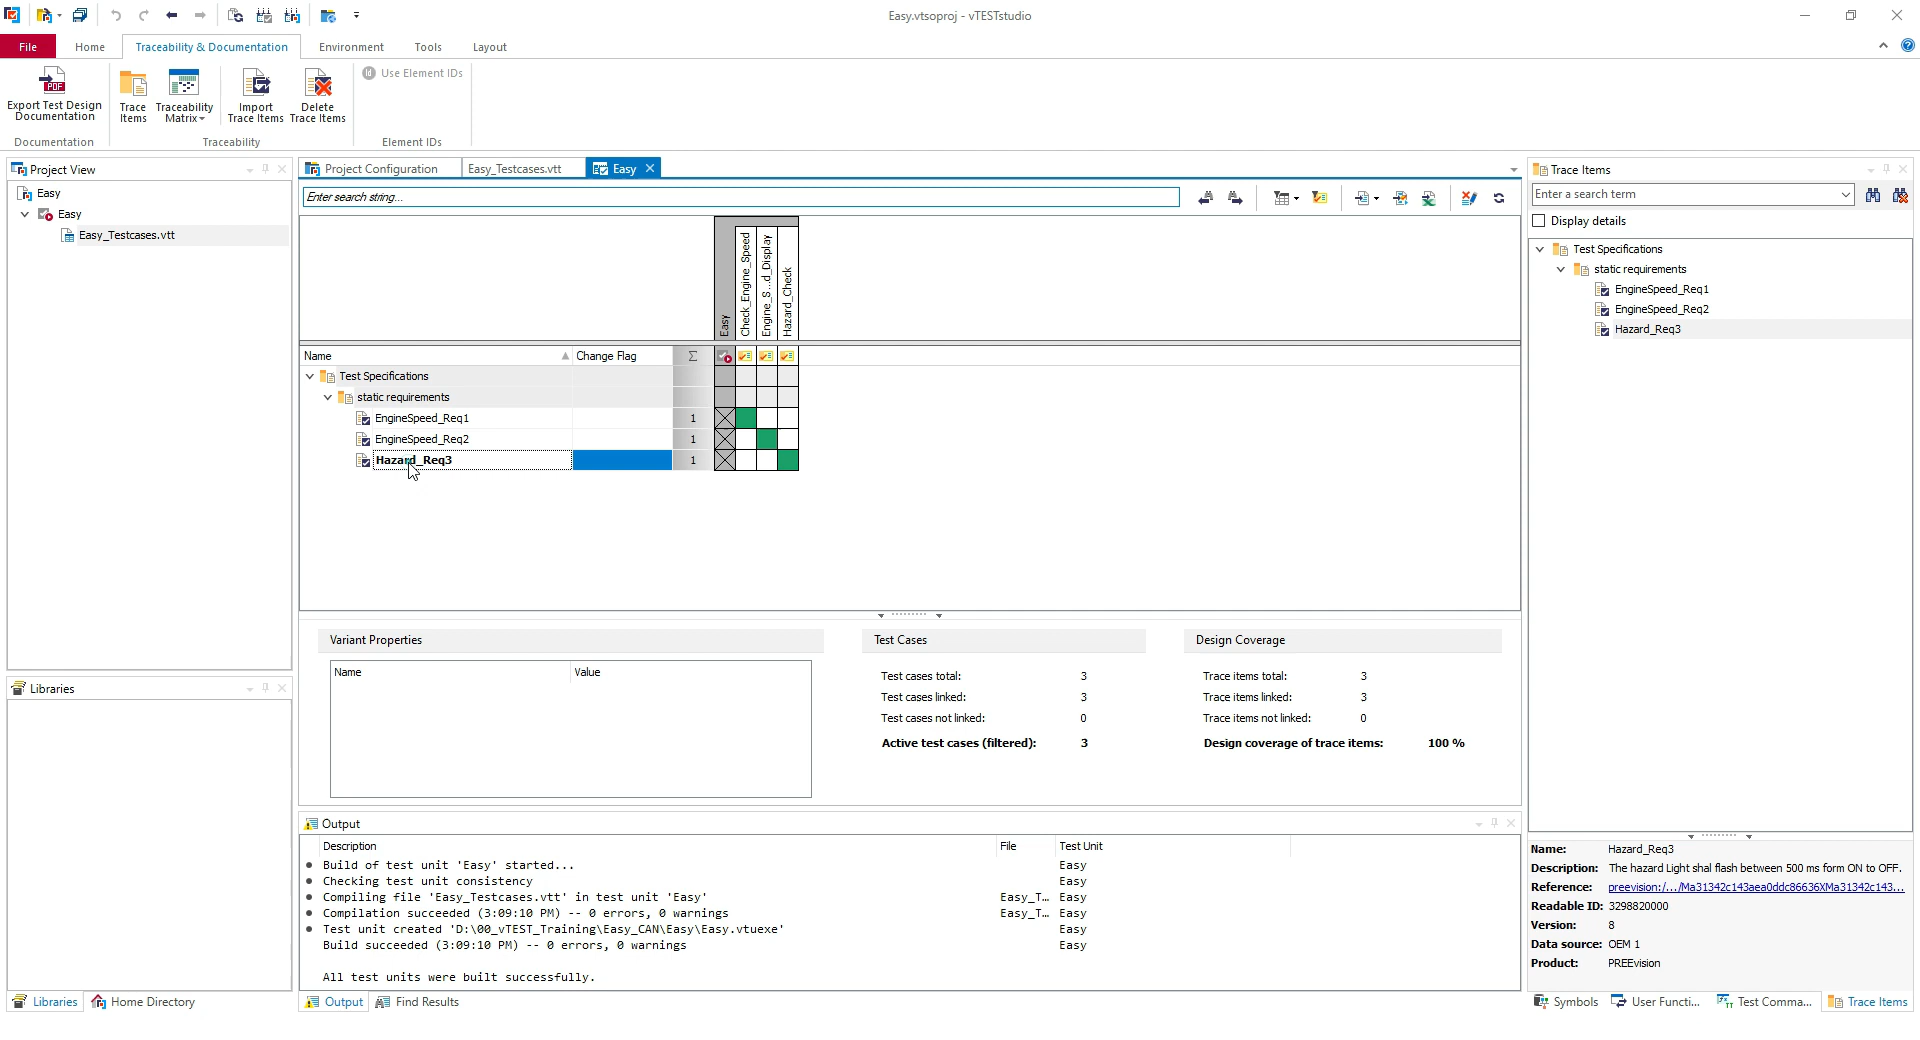 Easy.vtsoproj - vTESTstudio
File
Home
Traceability & Documentation
Environment
Tools
Layout
Export Test Design
Documentation
Trace
Items
Traceability
Matrix
Import
Trace Items
Delete
Trace Items
Id Use Element IDs
Documentation
Traceability
Element IDs
Project View
Easy
Easy
Easy_Testcases.vtt
Libraries
Libraries
Home Directory
Project Configuration
Easy_Testcases.vtt
Easy
Enter search string...
Easy
Check_Engine_Speed
Engine_S...d_Display
Hazard_Check
Name
Change Flag
Σ
Test Specifications
static requirements
EngineSpeed_Req1
1
EngineSpeed_Req2
1
Hazard_Req3
1
Variant Properties
Name
Value
Test Cases
Test cases total: 3
Test cases linked: 3
Test cases not linked: 0
Active test cases (filtered): 3
Design Coverage
Trace items total: 3
Trace items linked: 3
Trace items not linked: 0
Design coverage of trace items: 100 %
Output
Description
File
Test Unit
Build of test unit 'Easy' started... Easy
Checking test unit consistency Easy
Compiling file 'Easy_Testcases.vtt' in test unit 'Easy' Easy_T... Easy
Compilation succeeded (3:09:10 PM) -- 0 errors, 0 warnings Easy_T... Easy
Test unit created 'D:\00_vTEST_Training\Easy_CAN\Easy\Easy.vtuexe' Easy
Build succeeded (3:09:10 PM) -- 0 errors, 0 warnings Easy
All test units were built successfully.
Output
Find Results
Trace Items
Enter a search term
Display details
Test Specifications
static requirements
EngineSpeed_Req1
EngineSpeed_Req2
Hazard_Req3
Name: Hazard_Req3
Description: The hazard Light shal flash between 500 ms form ON to OFF.
Reference: preevision:/.../Ma31342c143aea0ddc86636XMa31342c143...
Readable ID: 3298820000
Version: 8
Data source: OEM 1
Product: PREEvision
Symbols
User Functi...
Test Comma...
Trace Items